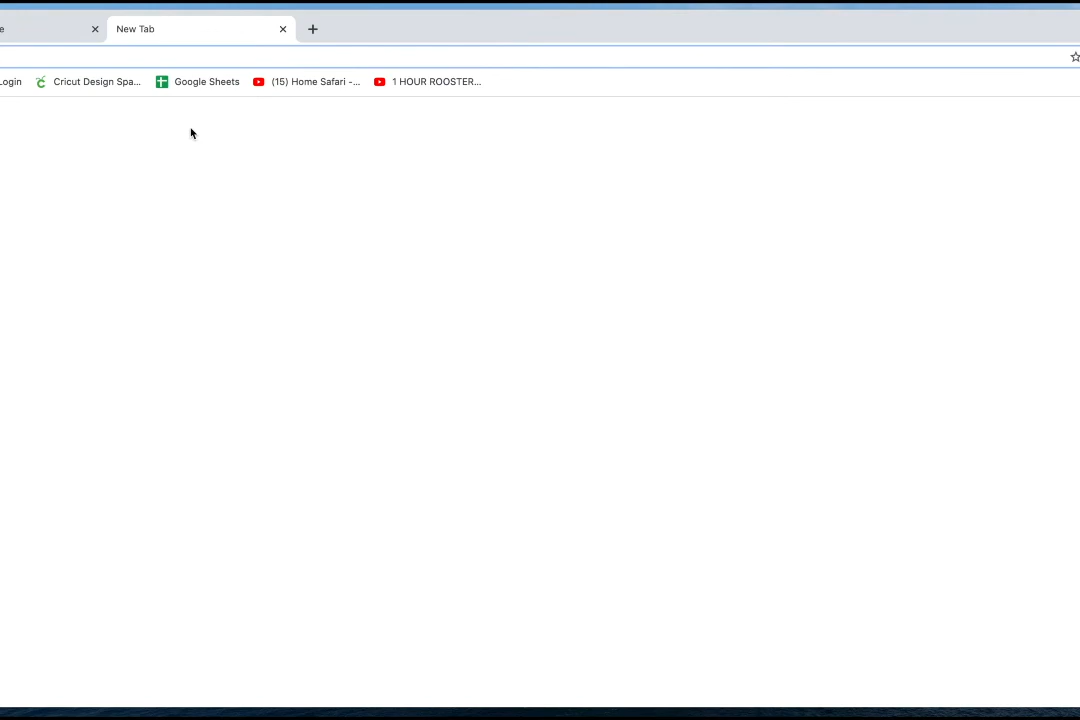 e
New Tab
Login
Cricut Design Spa...
Google Sheets
(15) Home Safari -...
1 HOUR ROOSTER...